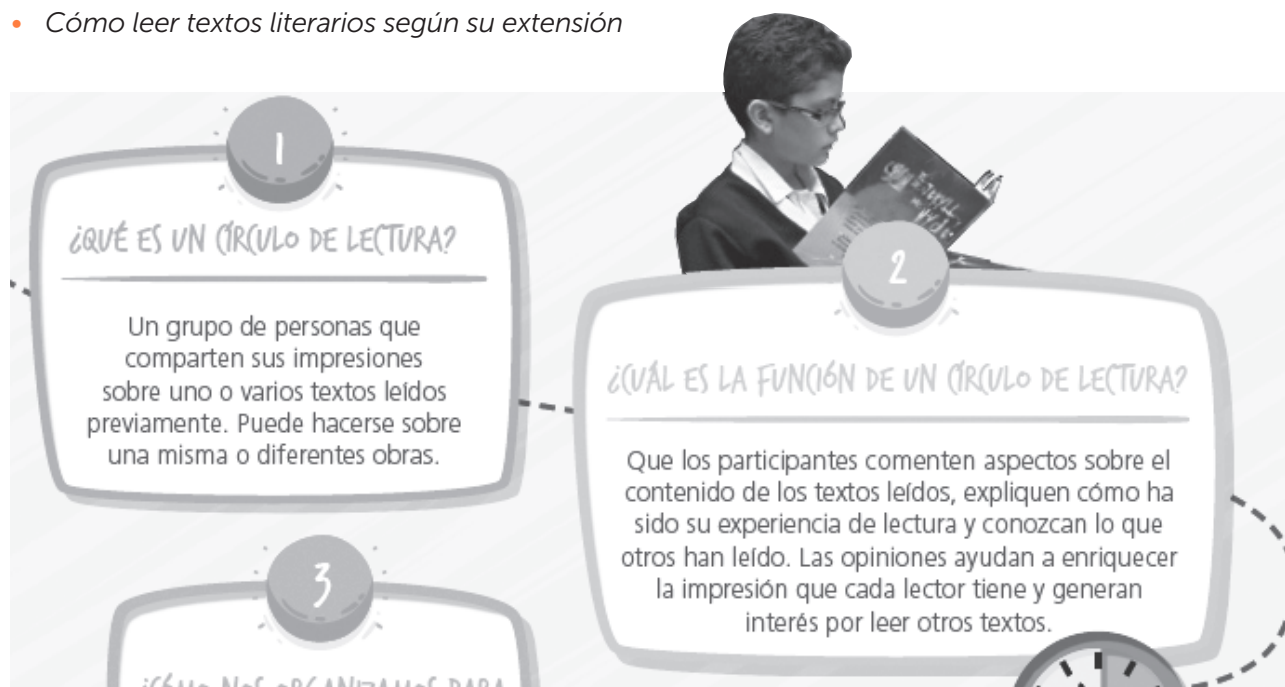 • Cómo leer textos literarios según su extensión
1
¿QUÉ ES UN CÍRCULO DE LECTURA?
Un grupo de personas que
comparten sus impresiones
sobre uno o varios textos leídos
previamente. Puede hacerse sobre
una misma o diferentes obras.
2
¿CUÁL ES LA FUNCIÓN DE UN CÍRCULO DE LECTURA?
Que los participantes comenten aspectos sobre el
contenido de los textos leídos, expliquen cómo ha
sido su experiencia de lectura y conozcan lo que
otros han leído. Las opiniones ayudan a enriquecer
la impresión que cada lector tiene y generan
interés por leer otros textos.
3
¿CÓMO NOS ORGANIZAMOS PARA